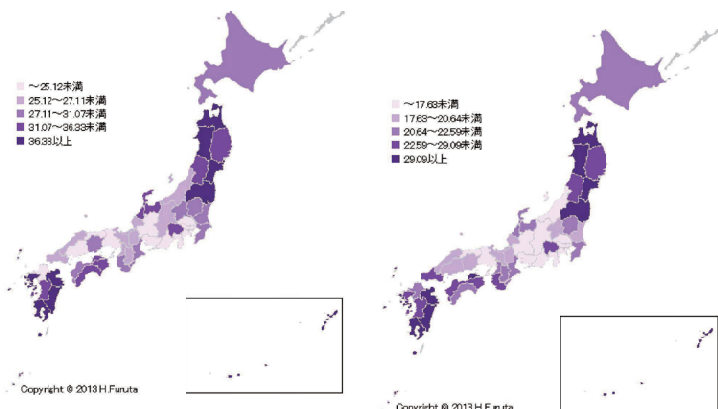 ～25.12未満
25.12～27.11未満
27.11～31.07未満
31.07～36.33未満
36.33以上
Copyright © 2013 H.Furuta
～17.63未満
17.63～20.64未満
20.64～22.59未満
22.59～29.09未満
29.09以上
Copyright © 2013 H.Furuta